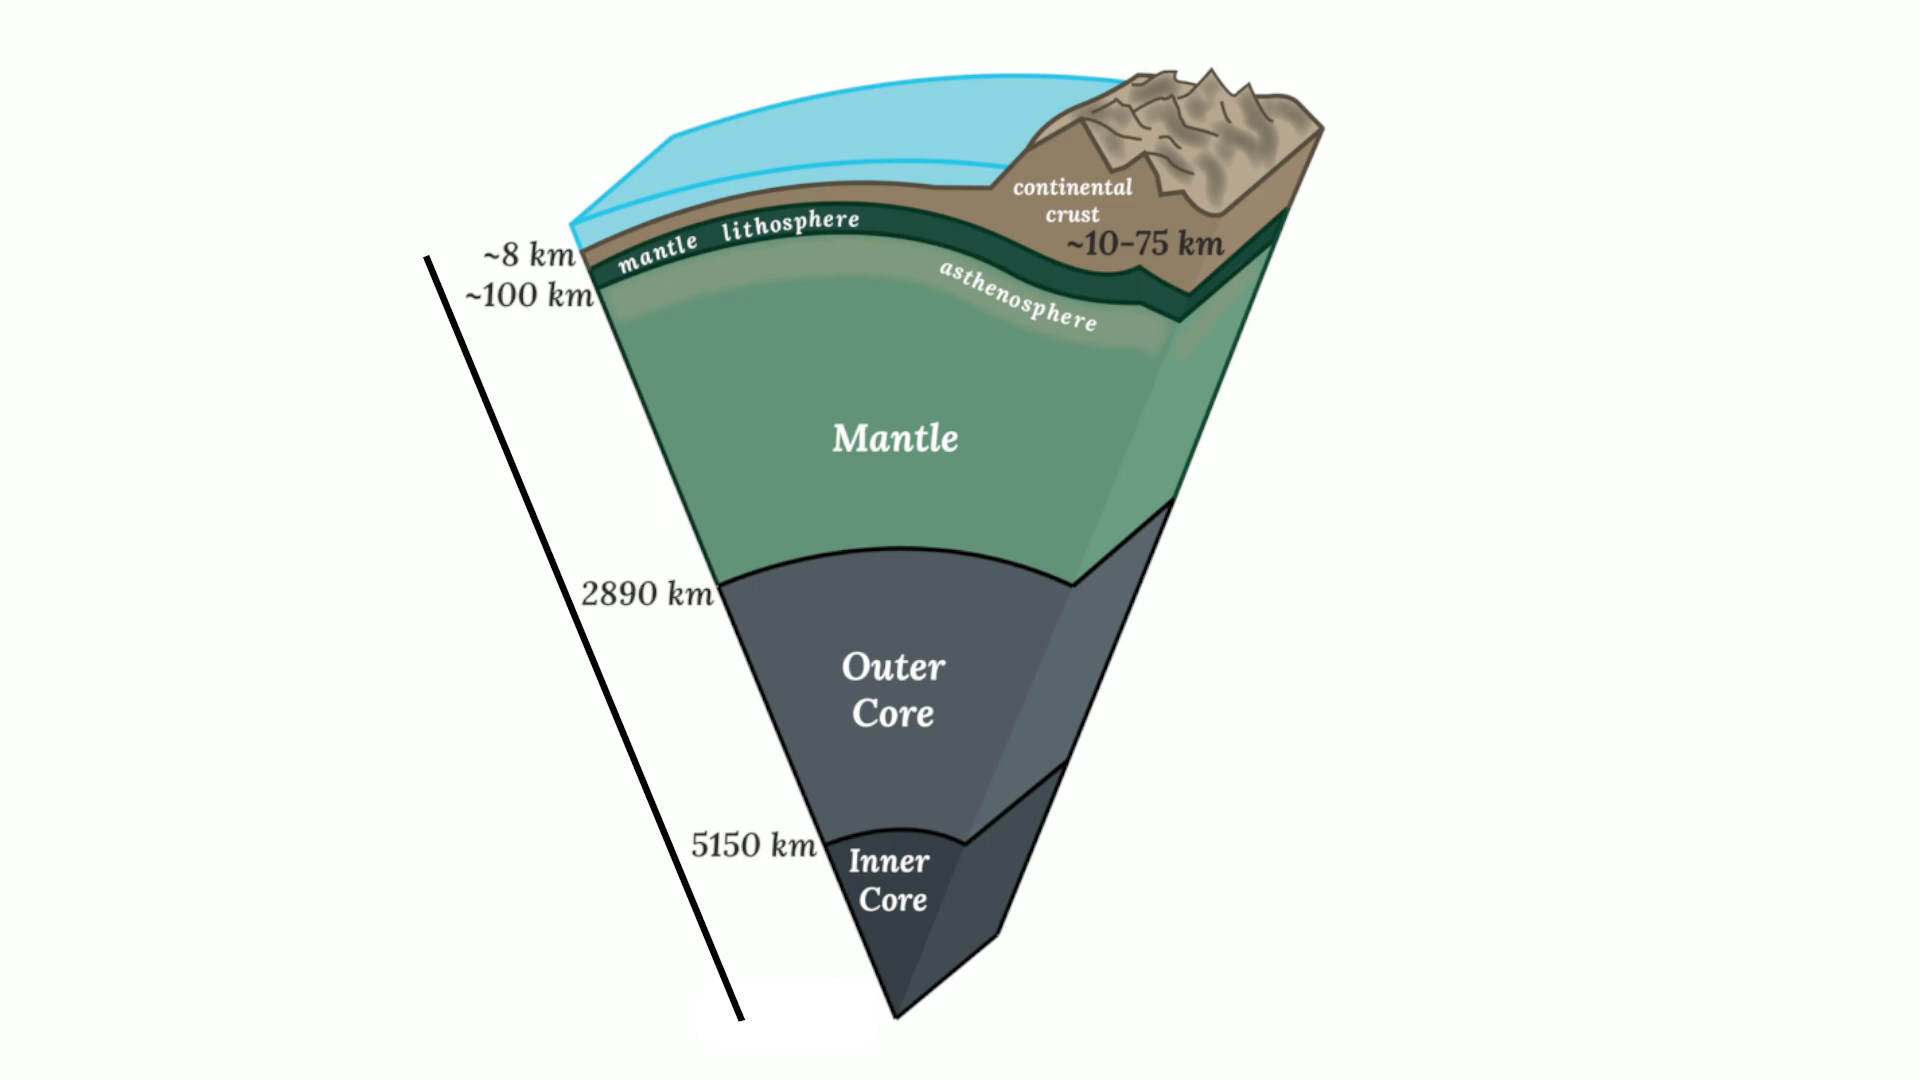 continental
crust
~10-75 km
mantle lithosphere
~8 km
asthenosphere
~100 km
Mantle
2890 km
Outer
Core
5150 km
Inner
Core